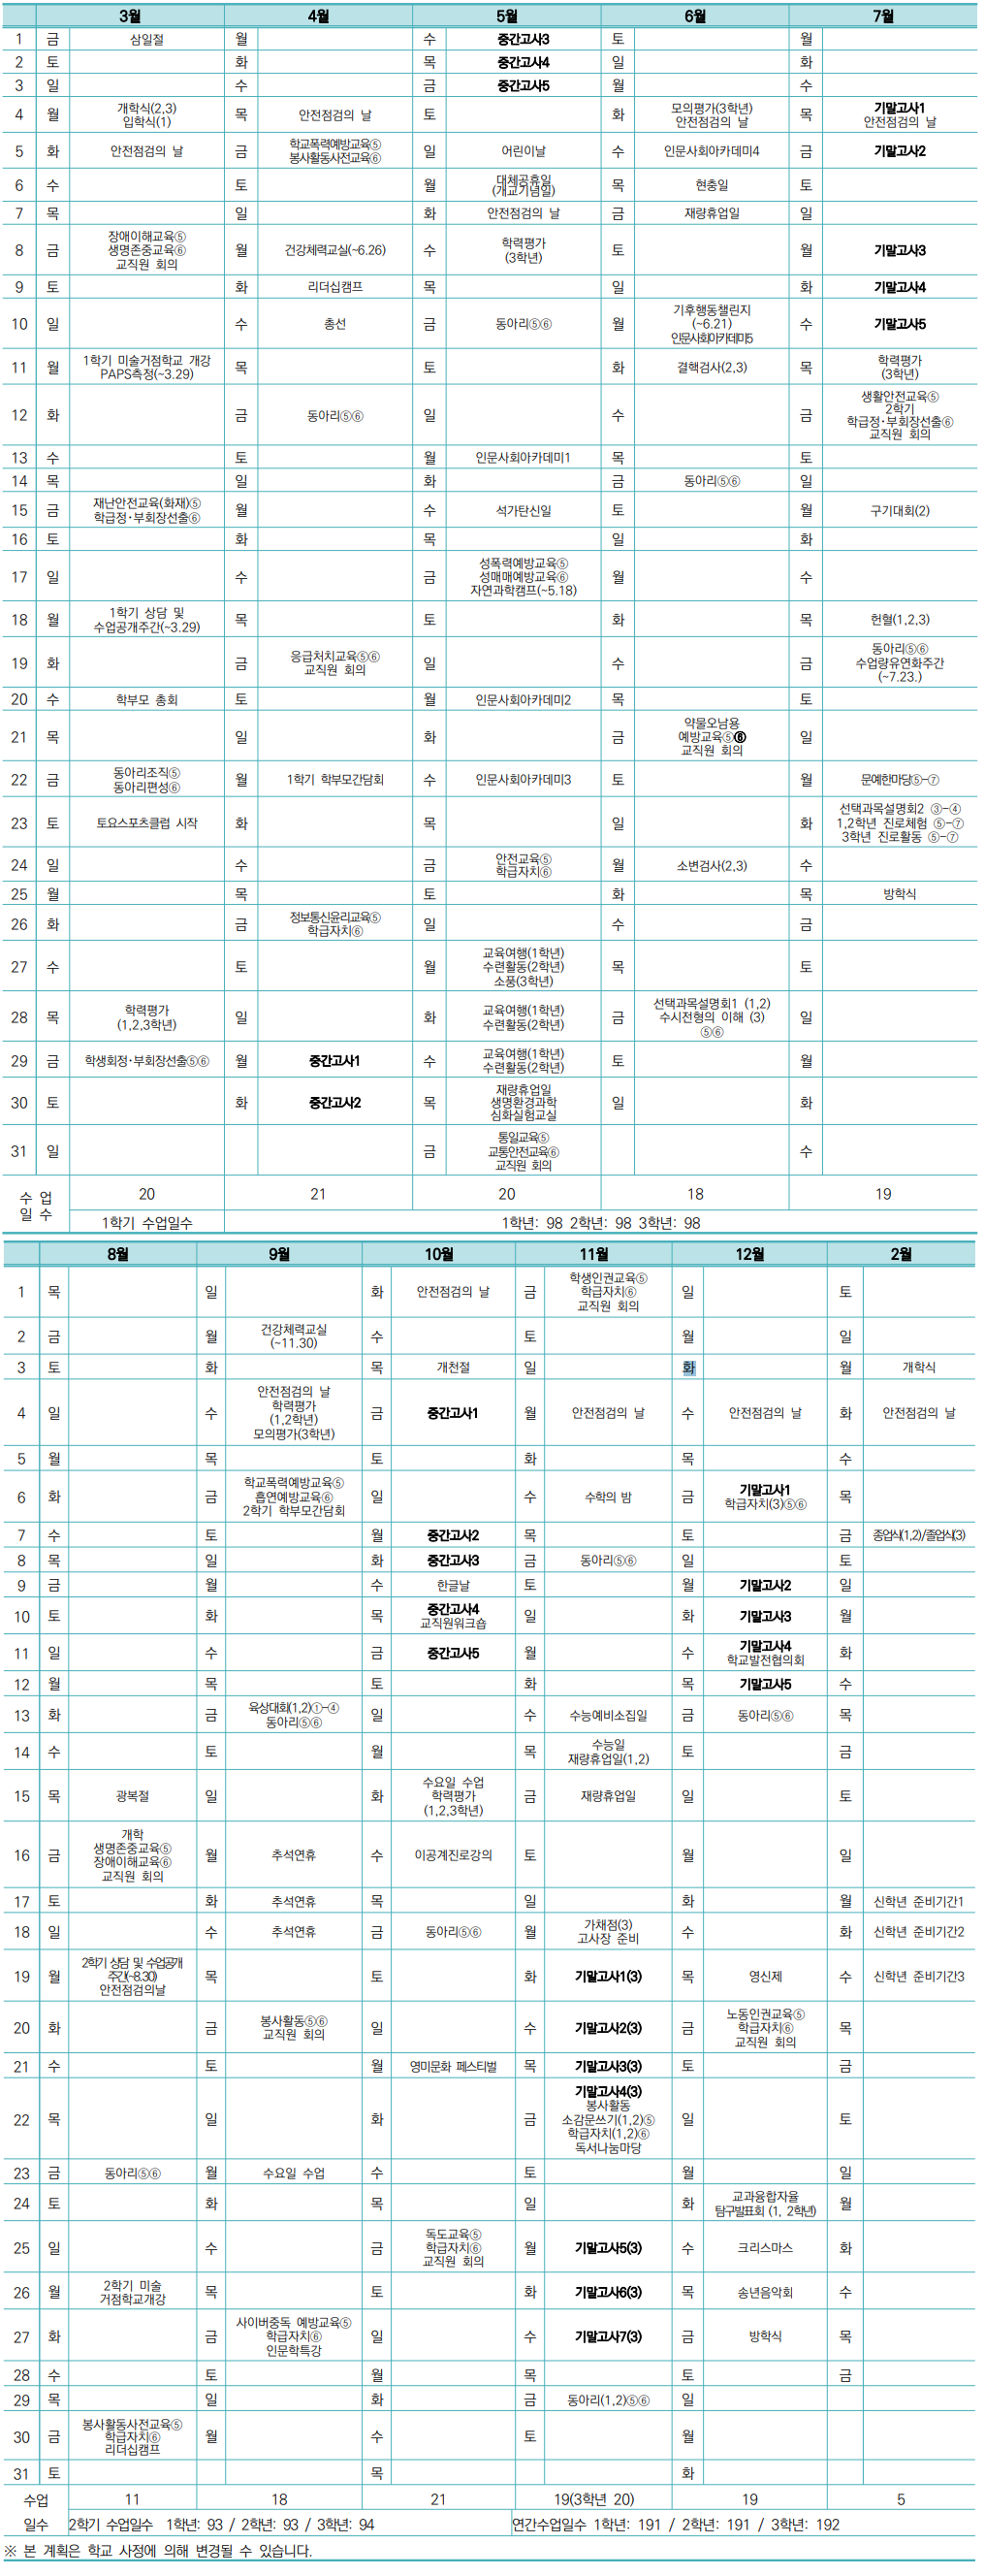 3월 4월 5월 6월 7월
1 금 삼일절 월 수 중간고사3 토 월
2 토 화 목 중간고사4 일 화
3 일 수 금 중간고사5 월 수
4 월 개학식(2,3) 목 안전점검의 날 토 화 모의평가(3학년) 목 기말고사1
입학식(1) 안전점검의 날 안전점검의 날
5 화 안전점검의 날 금 학교폭력예방교육⑤ 일 어린이날 수 인문사회아카데미4 금 기말고사2
봉사활동사전교육⑥
6 수 토 월 대체공휴일 목 현충일 토
(개교기념일)
7 목 일 화 안전점검의 날 금 재량휴업일 일
8 금 장애이해교육⑤ 월 건강체력교실(~6.26) 수 학력평가 토 월 기말고사3
생명존중교육⑥ (3학년)
교직원 회의
9 토 화 리더십캠프 목 일 화 기말고사4
10 일 수 총선 금 동아리⑤⑥ 월 기후행동챌린지 수 기말고사5
(~6.21)
인문사회아카데미5
11 월 1학기 미술거점학교 개강 목 토 화 결핵검사(2,3) 목 학력평가
PAPS측정(~3.29) (3학년)
12 화 금 동아리⑤⑥ 일 수 금 생활안전교육⑤
2학기
학급정·부회장선출⑥
교직원 회의
13 수 토 월 인문사회아카데미1 목 토
14 목 일 화 금 동아리⑤⑥ 일
15 금 재난안전교육(화재)⑤ 월 수 석가탄신일 토 월 구기대회(2)
학급정·부회장선출⑥
16 토 화 목 일 화
17 일 수 금 성폭력예방교육⑤ 월 수
성매매예방교육⑥
자연과학캠프(~5.18)
18 월 1학기 상담 및 목 토 화 목 헌혈(1,2,3)
수업공개주간(~3.29)
19 화 금 응급처치교육⑤⑥ 일 수 금 동아리⑤⑥
교직원 회의 수업량유연화주간
(~7.23.)
20 수 학부모 총회 토 월 인문사회아카데미2 목 토
21 목 일 화 금 약물오남용 일
예방교육⑤⑥
교직원 회의
22 금 동아리조직⑤ 월 1학기 학부모간담회 수 인문사회아카데미3 토 월 문예한마당⑤-⑦
동아리편성⑥
23 토 토요스포츠클럽 시작 화 목 일 화 선택과목설명회2 ③-④
1,2학년 진로체험 ⑤-⑦
3학년 진로활동 ⑤-⑦
24 일 수 금 안전교육⑤ 월 소변검사(2,3) 수
학급자치⑥
25 월 목 토 화 목 방학식
26 화 금 정보통신윤리교육⑤ 일 수 금
학급자치⑥
27 수 토 월 교육여행(1학년) 목 토
수련활동(2학년)
소풍(3학년)
28 목 학력평가 일 화 교육여행(1학년) 금 선택과목설명회1 (1,2) 일
(1,2,3학년) 수련활동(2학년) 수시전형의 이해 (3)
⑤⑥
29 금 학생회정·부회장선출⑤⑥ 월 중간고사1 수 교육여행(1학년) 토 월
수련활동(2학년)
30 토 화 중간고사2 목 재량휴업일 일 화
생명환경과학
심화실험교실
31 일 금 통일교육⑤ 수
교통안전교육⑥
교직원 회의
수 업 20 21 20 18 19
일 수 1학기 수업일수 1학년: 98 2학년: 98 3학년: 98
8월 9월 10월 11월 12월 2월
1 목 일 화 안전점검의 날 금 학생인권교육⑤ 일 토
학급자치⑥
교직원 회의
2 금 월 건강체력교실 수 토 월 일
(~11.30)
3 토 화 목 개천절 일 화 월 개학식
4 일 수 안전점검의 날 금 중간고사1 월 안전점검의 날 수 안전점검의 날 화 안전점검의 날
학력평가
(1,2학년)
모의평가(3학년)
5 월 목 토 화 목 수
6 화 금 학교폭력예방교육⑤ 일 수 수학의 밤 금 기말고사1 목
흡연예방교육⑥ 학급자치(3)⑤⑥
2학기 학부모간담회
7 수 토 월 중간고사2 목 토 금 종업식(1,2)/졸업식(3)
8 목 일 화 중간고사3 금 동아리⑤⑥ 일 토
9 금 월 수 한글날 토 월 기말고사2 일
10 토 화 목 중간고사4 일 화 기말고사3 월
교직원워크숍
11 일 수 금 중간고사5 월 수 기말고사4 화
학교발전협의회
12 월 목 토 화 목 기말고사5 수
13 화 금 육상대회(1,2)①-④ 일 수 수능예비소집일 금 동아리⑤⑥ 목
동아리⑤⑥
14 수 토 월 목 수능일 토 금
재량휴업일(1,2)
15 목 광복절 일 화 수요일 수업 금 재량휴업일 일 토
학력평가
(1,2,3학년)
16 금 개학 월 추석연휴 수 이공계진로강의 토 월 일
생명존중교육⑤
장애이해교육⑥
교직원 회의
17 토 화 추석연휴 목 일 화 월 신학년 준비기간1
18 일 수 추석연휴 금 동아리⑤⑥ 월 가채점(3) 수 화 신학년 준비기간2
고사장 준비
19 월 2학기 상담 및 수업공개 목 토 화 기말고사1(3) 목 영신제 수 신학년 준비기간3
주간(~8.30)
안전점검의날
20 화 금 봉사활동⑤⑥ 일 수 기말고사2(3) 금 노동인권교육⑤ 목
교직원 회의 학급자치⑥
교직원 회의
21 수 토 월 영미문화 페스티벌 목 기말고사3(3) 토 금
22 목 일 화 금 기말고사4(3) 일 토
봉사활동
소감문쓰기(1,2)⑤
학급자치(1,2)⑥
독서나눔마당
23 금 동아리⑤⑥ 월 수요일 수업 수 토 월 일
24 토 화 목 일 화 교과융합자율 월
탐구발표회 (1, 2학년)
25 일 수 금 독도교육⑤ 월 기말고사5(3) 수 크리스마스 화
학급자치⑥
교직원 회의
26 월 2학기 미술 목 토 화 기말고사6(3) 목 송년음악회 수
거점학교개강
27 화 금 사이버중독 예방교육⑤ 일 수 기말고사7(3) 금 방학식 목
학급자치⑥
인문학특강
28 수 토 월 목 토 금
29 목 일 화 금 동아리(1,2)⑤⑥ 일
30 금 봉사활동사전교육⑤ 월 수 토 월
학급자치⑥
리더십캠프
31 토 목 화
수업 11 18 21 19(3학년 20) 19 5
일수 2학기 수업일수 1학년: 93 / 2학년: 93 / 3학년: 94 연간수업일수 1학년: 191 / 2학년: 191 / 3학년: 192
※ 본 계획은 학교 사정에 의해 변경될 수 있습니다.